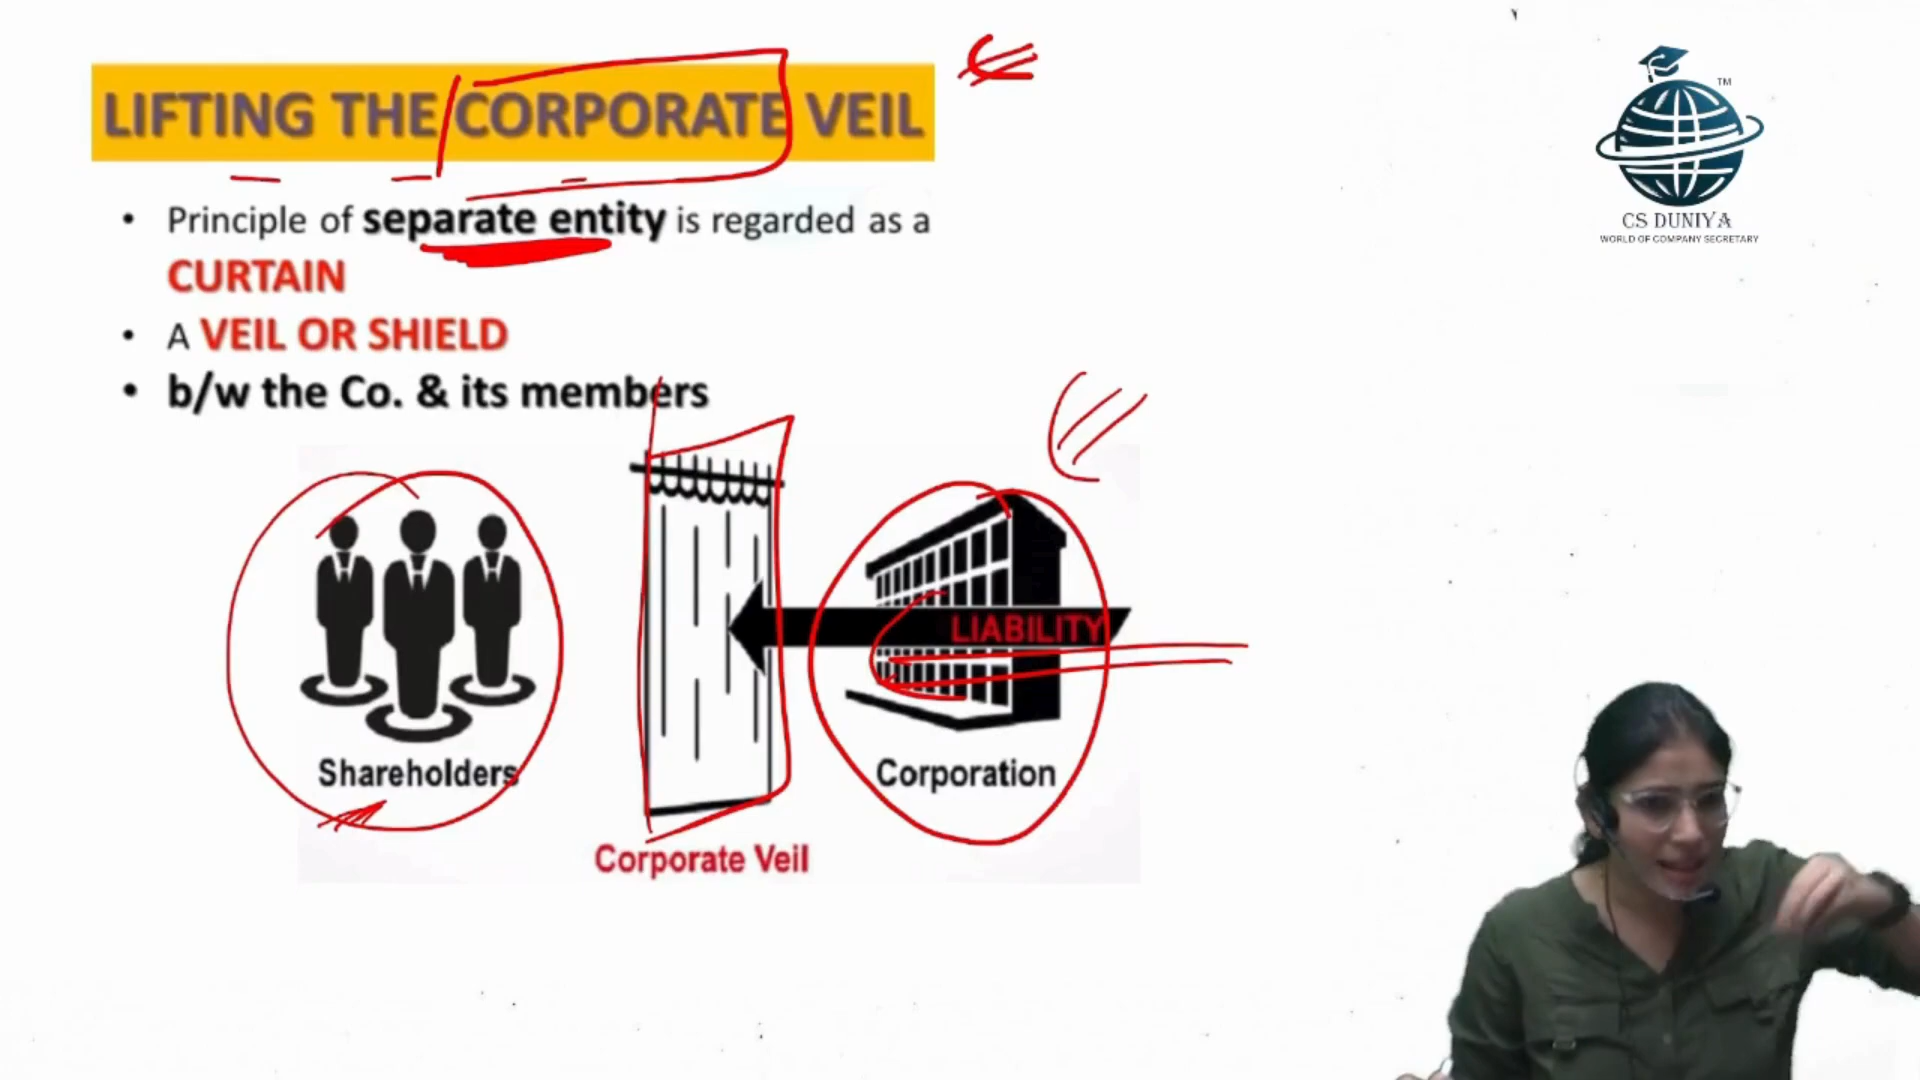 LIFTING THE CORPORATE VEIL
TM
CS DUNIYA
WORLD OF COMPANY SECRETARY
• Principle of separate entity is regarded as a
CURTAIN
• A VEIL OR SHIELD
• b/w the Co. & its members
LIABILITY
Shareholders
Corporation
Corporate Veil